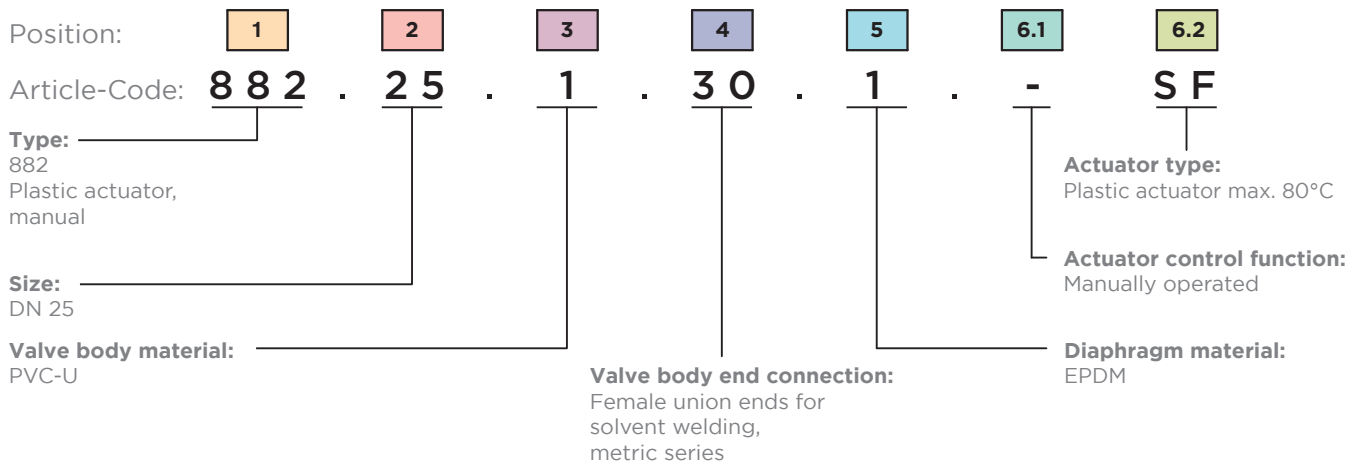 Position: 1 2 3 4 5 6.1 6.2
Article-Code: 882 . 25 . 1 . 30 . 1 . - SF
Type:
882
Plastic actuator,
manual
Size:
DN 25
Valve body material:
PVC-U
Valve body end connection:
Female union ends for
solvent welding,
metric series
Actuator type:
Plastic actuator max. 80°C
Actuator control function:
Manually operated
Diaphragm material:
EPDM